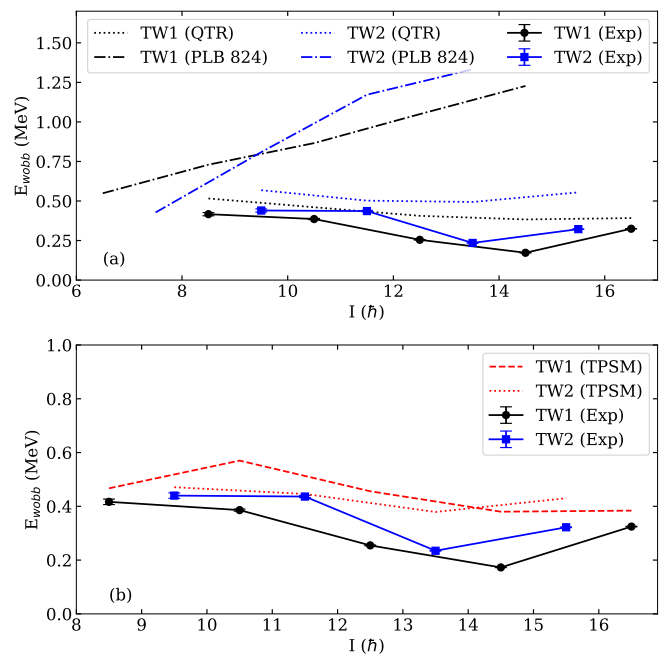 TW1 (QTR) TW2 (QTR) TW1 (Exp)
TW1 (PLB 824) TW2 (PLB 824) TW2 (Exp)
1.50
1.25
1.00
0.75
0.50
0.25
0.00
E_wobb (MeV)
(a)
6 8 10 12 14 16
I (ℏ)
1.0
0.8
0.6
0.4
0.2
0.0
E_wobb (MeV)
TW1 (TPSM)
TW2 (TPSM)
TW1 (Exp)
TW2 (Exp)
(b)
8 9 10 11 12 13 14 15 16
I (ℏ)